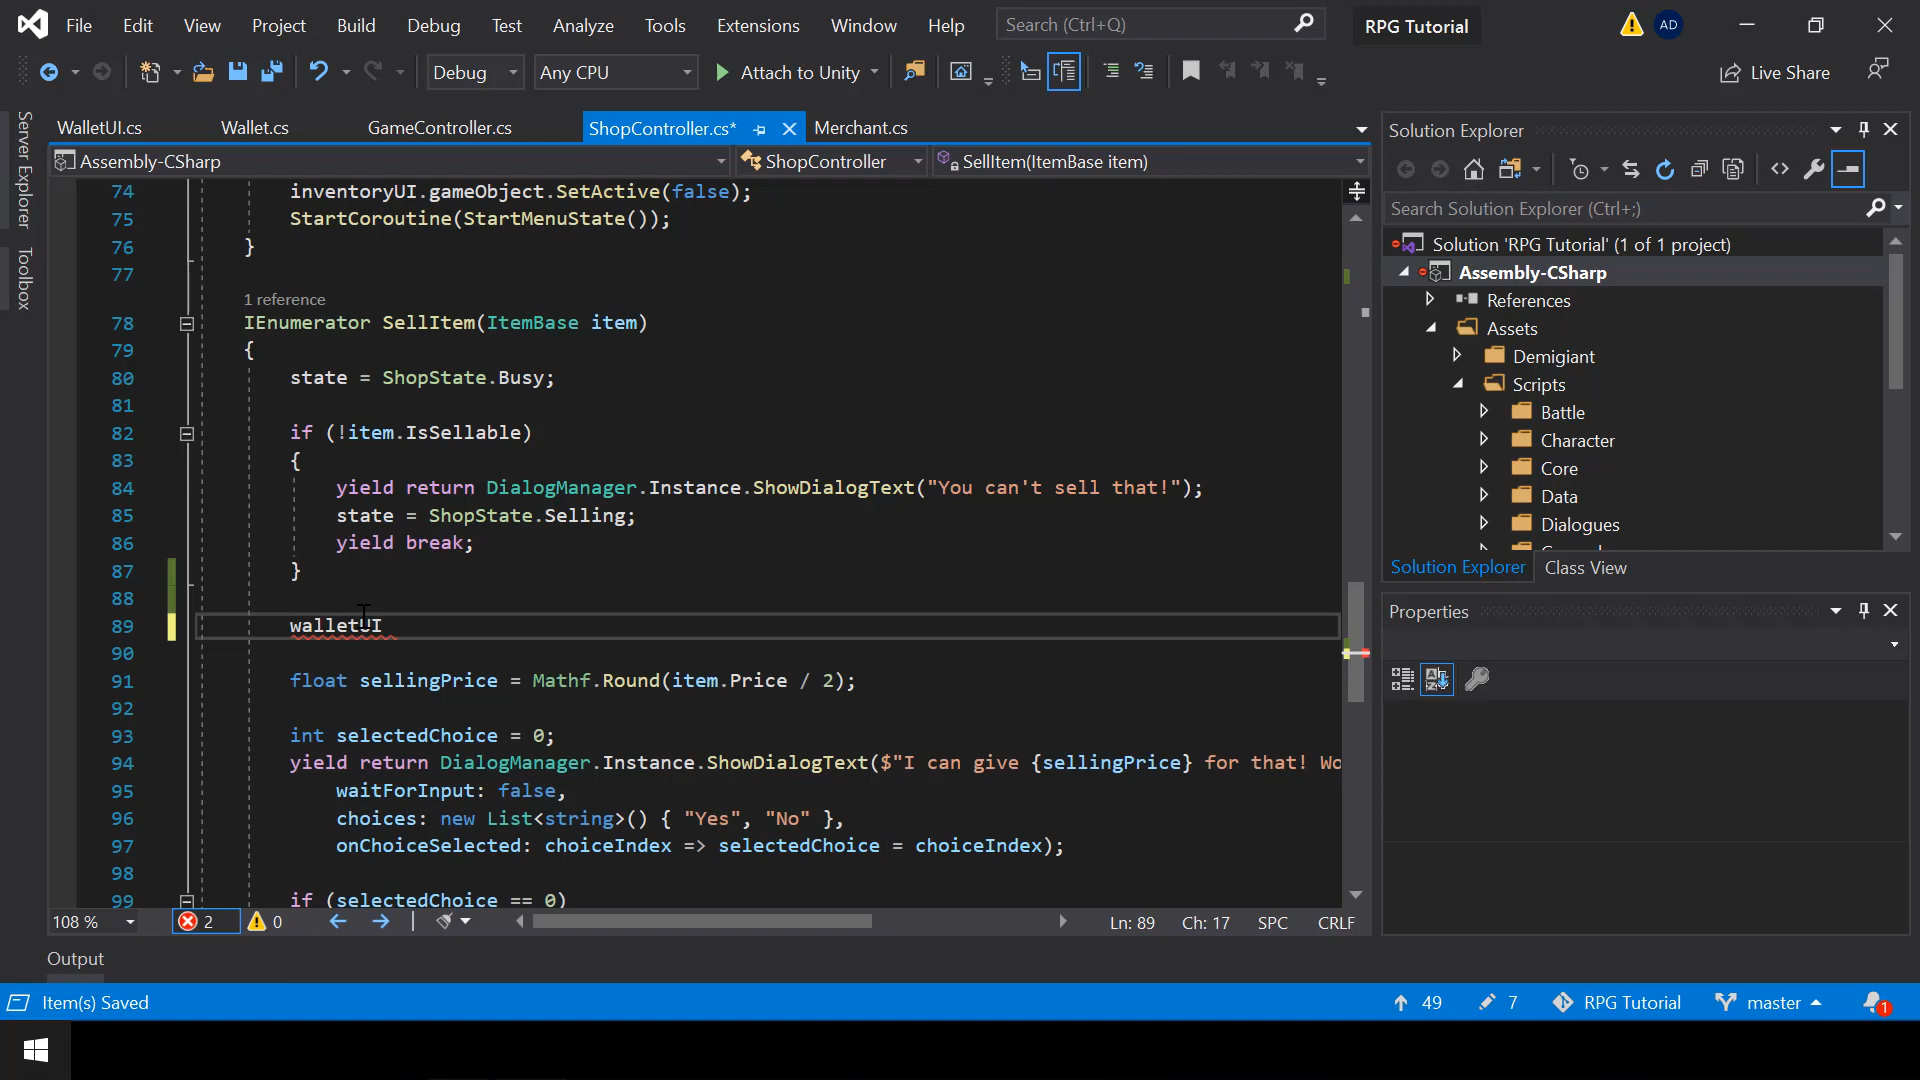 File Edit View Project Build Debug Test Analyze Tools Extensions Window Help Search (Ctrl+Q) RPG Tutorial AD
Debug Any CPU Attach to Unity Live Share
Server Explorer
Toolbox
WalletUI.cs Wallet.cs GameController.cs ShopController.cs* Merchant.cs
Assembly-CSharp ShopController SellItem(ItemBase item)
74 inventoryUI.gameObject.SetActive(false);
75 StartCoroutine(StartMenuState());
76 }
77
1 reference
78 IEnumerator SellItem(ItemBase item)
79 {
80 state = ShopState.Busy;
81
82 if (!item.IsSellable)
83 {
84 yield return DialogManager.Instance.ShowDialogText("You can't sell that!");
85 state = ShopState.Selling;
86 yield break;
87 }
88
89 walletUI
90
91 float sellingPrice = Mathf.Round(item.Price / 2);
92
93 int selectedChoice = 0;
94 yield return DialogManager.Instance.ShowDialogText($"I can give {sellingPrice} for that! Wo
95 waitForInput: false,
96 choices: new List<string>() { "Yes", "No" },
97 onChoiceSelected: choiceIndex => selectedChoice = choiceIndex);
98
99 if (selectedChoice == 0)
108 % 2 0 Ln: 89 Ch: 17 SPC CRLF
Solution Explorer
Search Solution Explorer (Ctrl+;)
Solution 'RPG Tutorial' (1 of 1 project)
Assembly-CSharp
References
Assets
Demigiant
Scripts
Battle
Character
Core
Data
Dialogues
Solution Explorer Class View
Properties
Output
Item(s) Saved 49 7 RPG Tutorial master 1